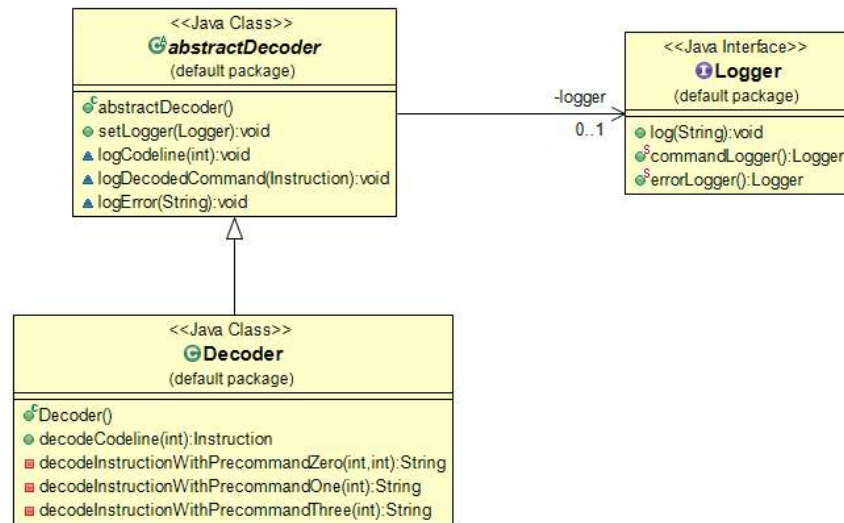 <<Java Class>>
abstractDecoder
(default package)
abstractDecoder()
setLogger(Logger):void
logCodeline(int):void
logDecodedCommand(Instruction):void
logError(String):void
-logger
0..1
<<Java Interface>>
Logger
(default package)
log(String):void
commandLogger():Logger
errorLogger():Logger
<<Java Class>>
Decoder
(default package)
Decoder()
decodeCodeline(int):Instruction
decodeInstructionWithPrecommandZero(int,int):String
decodeInstructionWithPrecommandOne(int):String
decodeInstructionWithPrecommandThree(int):String